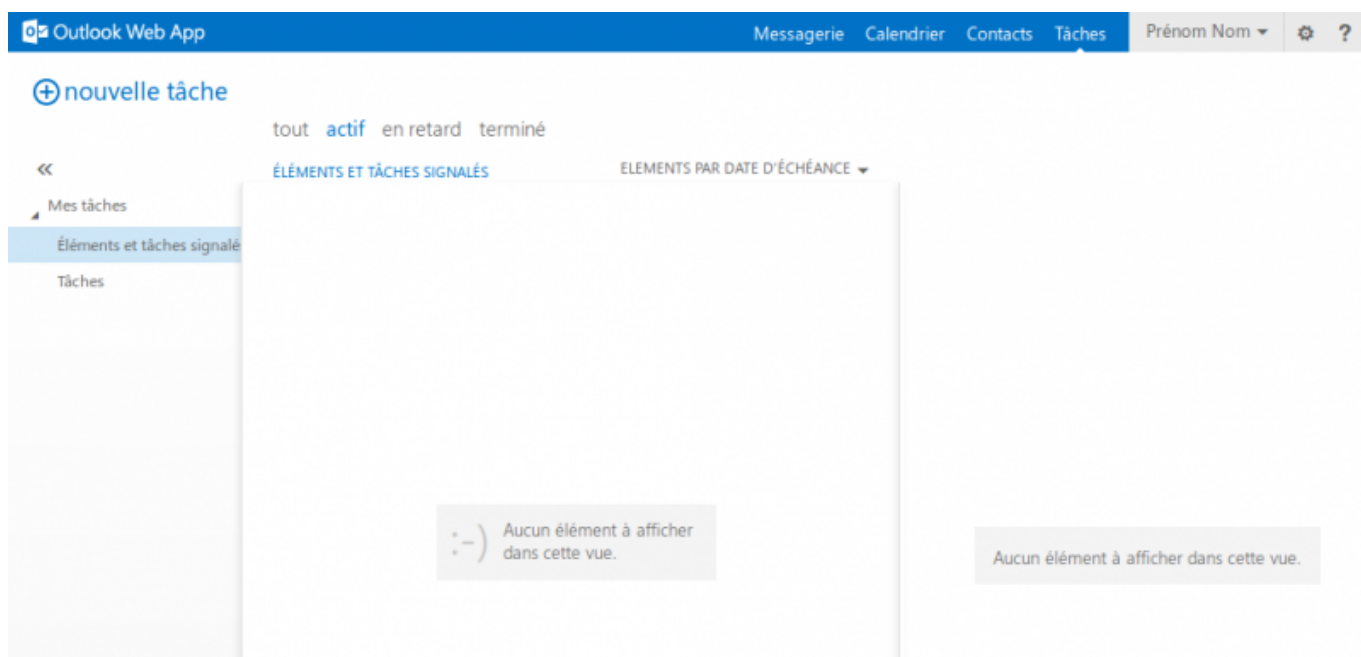 Outlook Web App Messagerie Calendrier Contacts Tâches Prénom Nom ?
nouvelle tâche
tout actif en retard terminé
ÉLÉMENTS ET TÂCHES SIGNALÉS ELEMENTS PAR DATE D'ÉCHÉANCE
Mes tâches
Éléments et tâches signalé
Tâches
:-) Aucun élément à afficher
dans cette vue.
Aucun élément à afficher dans cette vue.